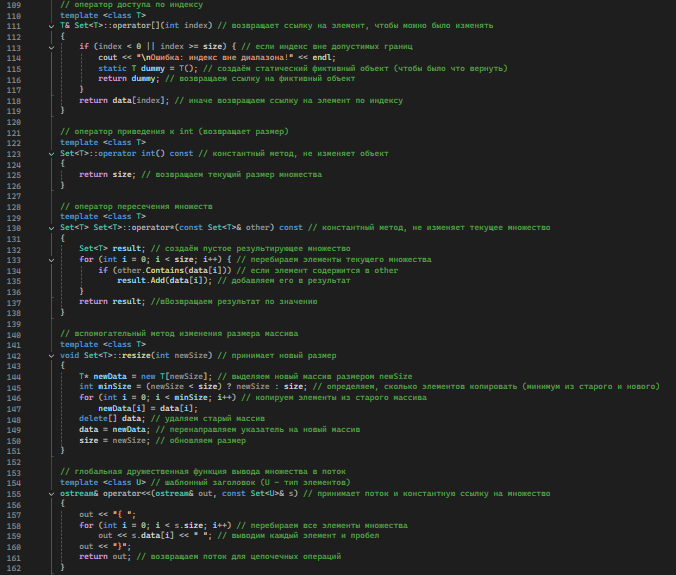 109 // оператор доступа по индексу
110 template <class T>
111 T& Set<T>::operator[](int index) // возвращает ссылку на элемент, чтобы можно было изменять
112 {
113     if (index < 0 || index >= size) { // если индекс вне допустимых границ
114         cout << "\nОшибка: индекс вне диапазона!" << endl;
115         static T dummy = T(); // создаём статический фиктивный объект (чтобы было что вернуть)
116         return dummy; // возвращаем ссылку на фиктивный объект
117     }
118     return data[index]; // иначе возвращаем ссылку на элемент по индексу
119 }
120
121 // оператор приведения к int (возвращает размер)
122 template <class T>
123 Set<T>::operator int() const // константный метод, не изменяет объект
124 {
125     return size; // возвращаем текущий размер множества
126 }
127
128 // оператор пересечения множеств
129 template <class T>
130 Set<T> Set<T>::operator*(const Set<T>& other) const // константный метод, не изменяет текущее множество
131 {
132     Set<T> result; // создаём пустое результирующее множество
133     for (int i = 0; i < size; i++) { // перебираем элементы текущего множества
134         if (other.Contains(data[i])) // если элемент содержится в other
135             result.Add(data[i]); // добавляем его в результат
136     }
137     return result; //вВозвращаем результат по значению
138 }
139
140 // вспомогательный метод изменения размера массива
141 template <class T>
142 void Set<T>::resize(int newSize) // принимает новый размер
143 {
144     T* newData = new T[newSize]; // выделяем новый массив размером newSize
145     int minSize = (newSize < size) ? newSize : size; // определяем, сколько элементов копировать (минимум из старого и нового)
146     for (int i = 0; i < minSize; i++) // копируем элементы из старого массива
147         newData[i] = data[i];
148     delete[] data; // удаляем старый массив
149     data = newData; // перенаправляем указатель на новый массив
150     size = newSize; // обновляем размер
151 }
152
153 // глобальная дружественная функция вывода множества в поток
154 template <class U> // шаблонный заголовок (U – тип элементов)
155 ostream& operator<<(ostream& out, const Set<U>& s) // принимает поток и константную ссылку на множество
156 {
157     out << "{ ";
158     for (int i = 0; i < s.size; i++) // перебираем все элементы множества
159         out << s.data[i] << " "; // выводим каждый элемент и пробел
160     out << "}";
161     return out; // возвращаем поток для цепочечных операций
162 }